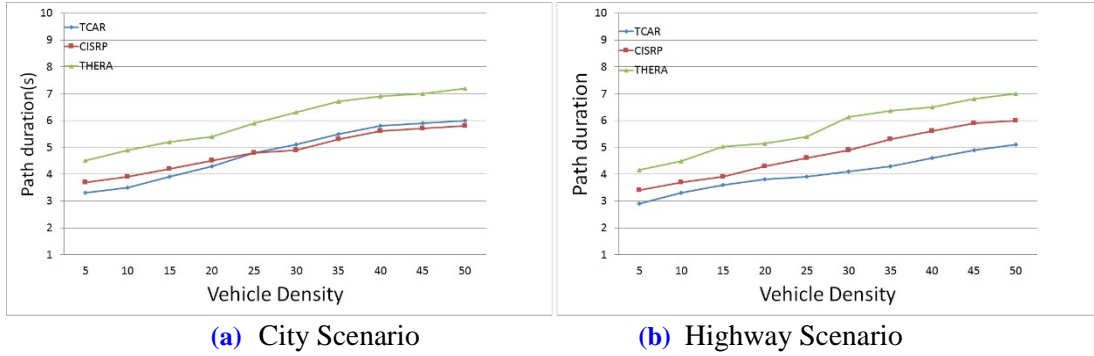 10
9
8
7
6
5
4
3
2
1
Path duration(s)
TCAR
CISRP
THERA
5 10 15 20 25 30 35 40 45 50
Vehicle Density
(a) City Scenario
10
9
8
7
6
5
4
3
2
1
Path duration
TCAR
CISRP
THERA
5 10 15 20 25 30 35 40 45 50
Vehicle Density
(b) Highway Scenario